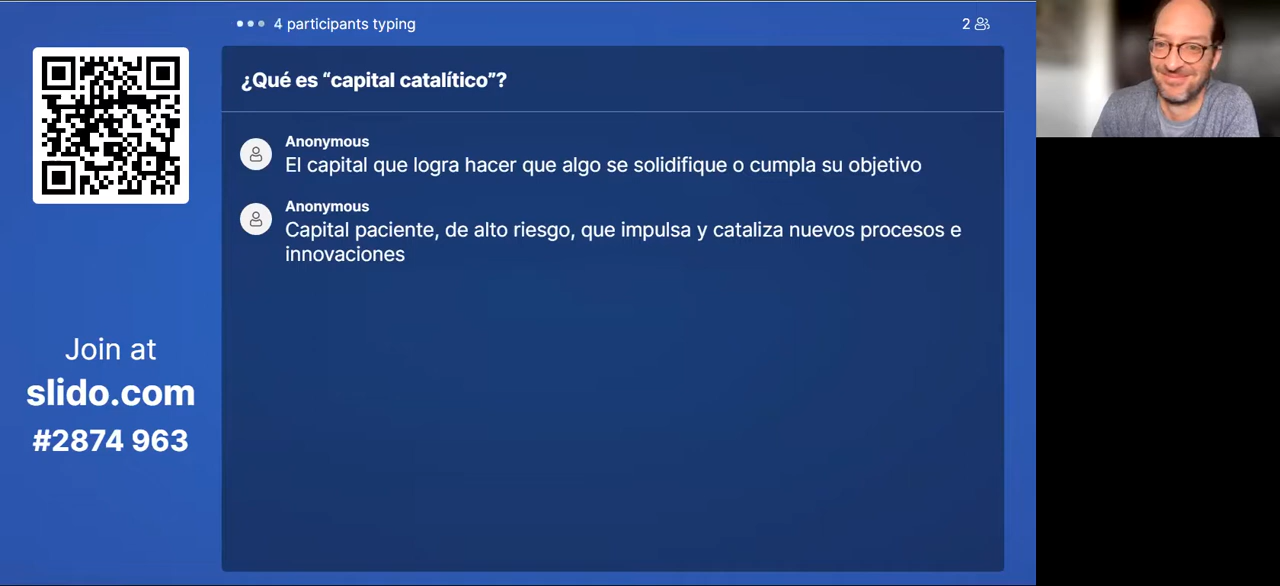 4 participants typing
2
¿Qué es “capital catalítico”?
Anonymous
El capital que logra hacer que algo se solidifique o cumpla su objetivo
Anonymous
Capital paciente, de alto riesgo, que impulsa y cataliza nuevos procesos e
innovaciones
Join at
slido.com
#2874 963